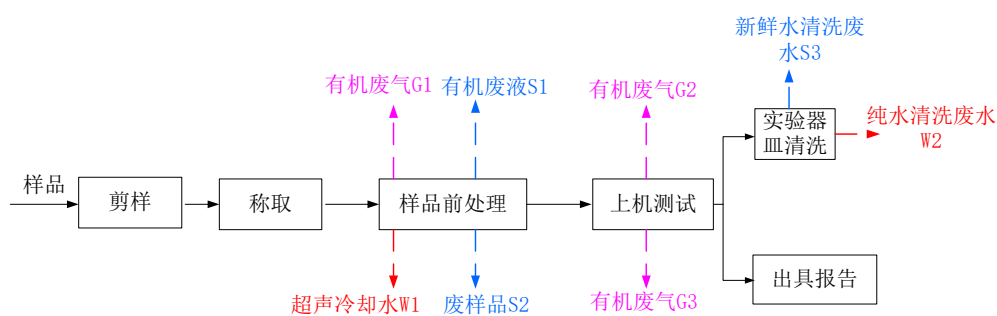 新鲜水清洗废
水S3
有机废气G1
有机废液S1
有机废气G2
实验器
皿清洗
纯水清洗废水
W2
样品
剪样
称取
样品前处理
上机测试
出具报告
超声冷却水W1
废样品S2
有机废气G3